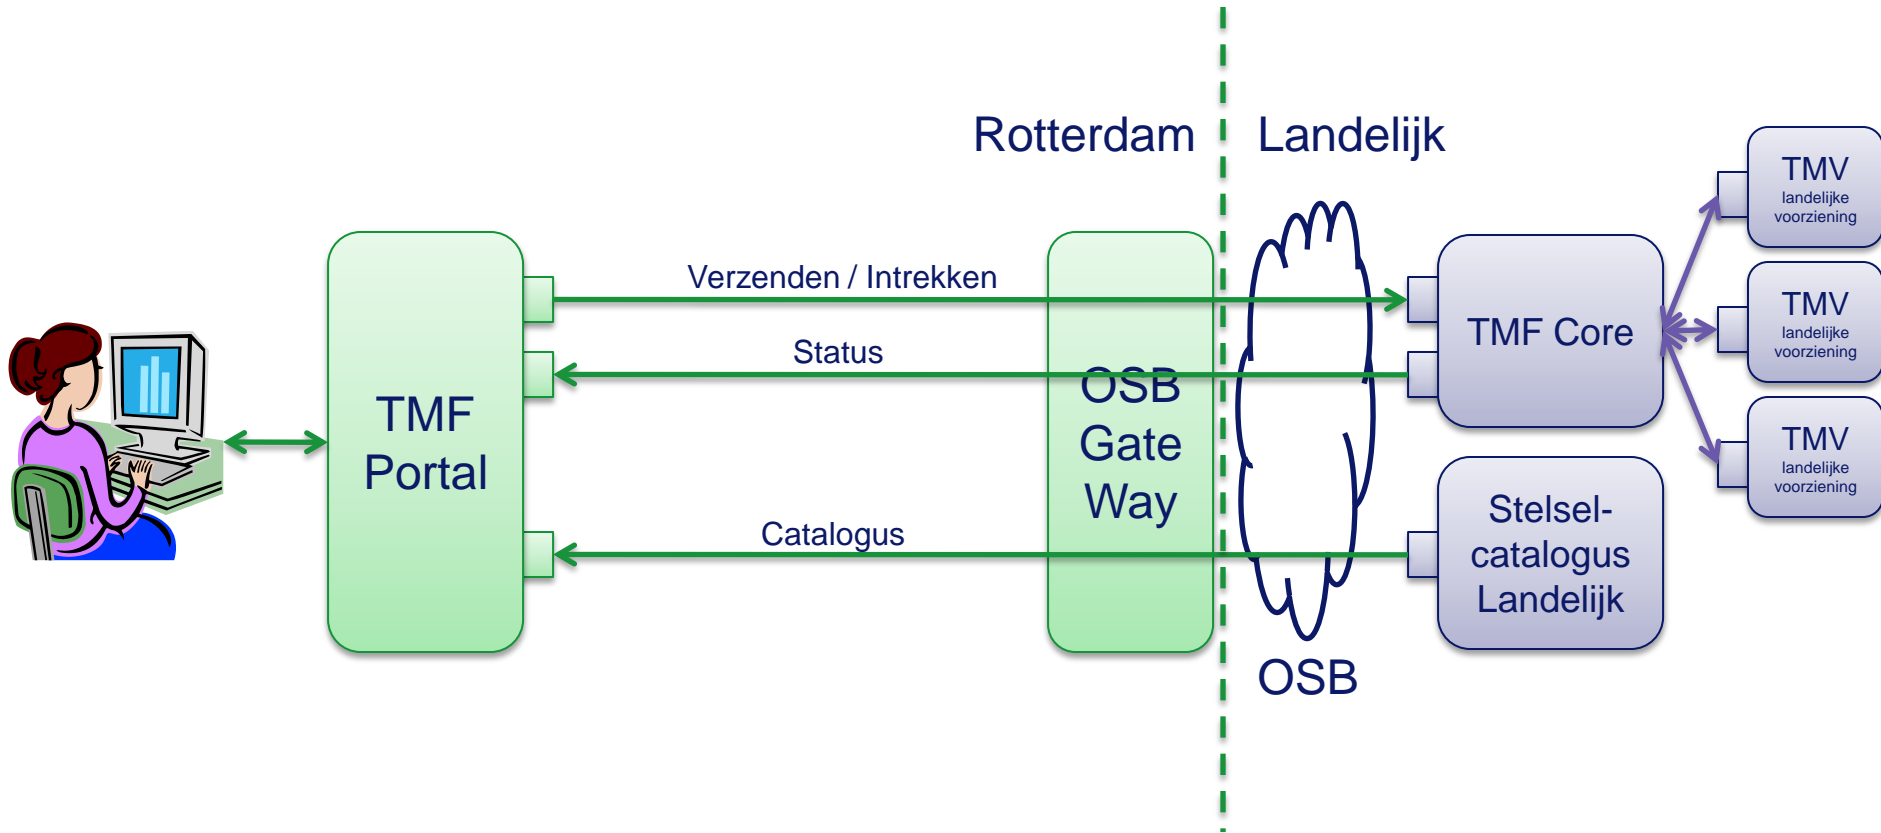 Rotterdam
Landelijk
Verzenden / Intrekken
Status
Catalogus
TMF
Portal
OSB
Gate
Way
OSB
TMF Core
Stelsel-
catalogus
Landelijk
TMV
landelijke
voorziening
TMV
landelijke
voorziening
TMV
landelijke
voorziening